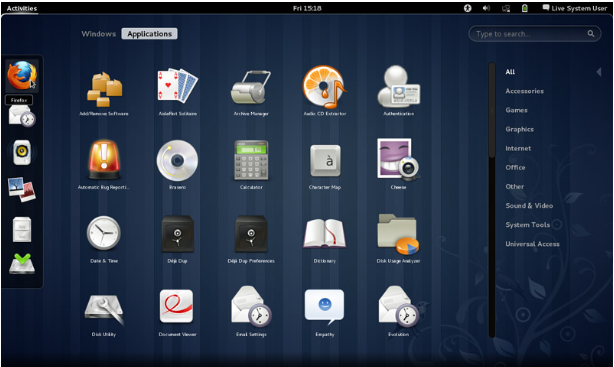 Activities Fri 15:18 Live System User
Windows Applications Type to search...
Firefox
Add/Remove Software AisleRiot Solitaire Archive Manager Audio CD Extractor Authentication
Automatic Bug Reporti... Brasero Calculator Character Map Cheese
Date & Time Déjà Dup Déjà Dup Preferences Dictionary Disk Usage Analyzer
Disk Utility Document Viewer Email Settings Empathy Evolution
All
Accessories
Games
Graphics
Internet
Office
Other
Sound & Video
System Tools
Universal Access